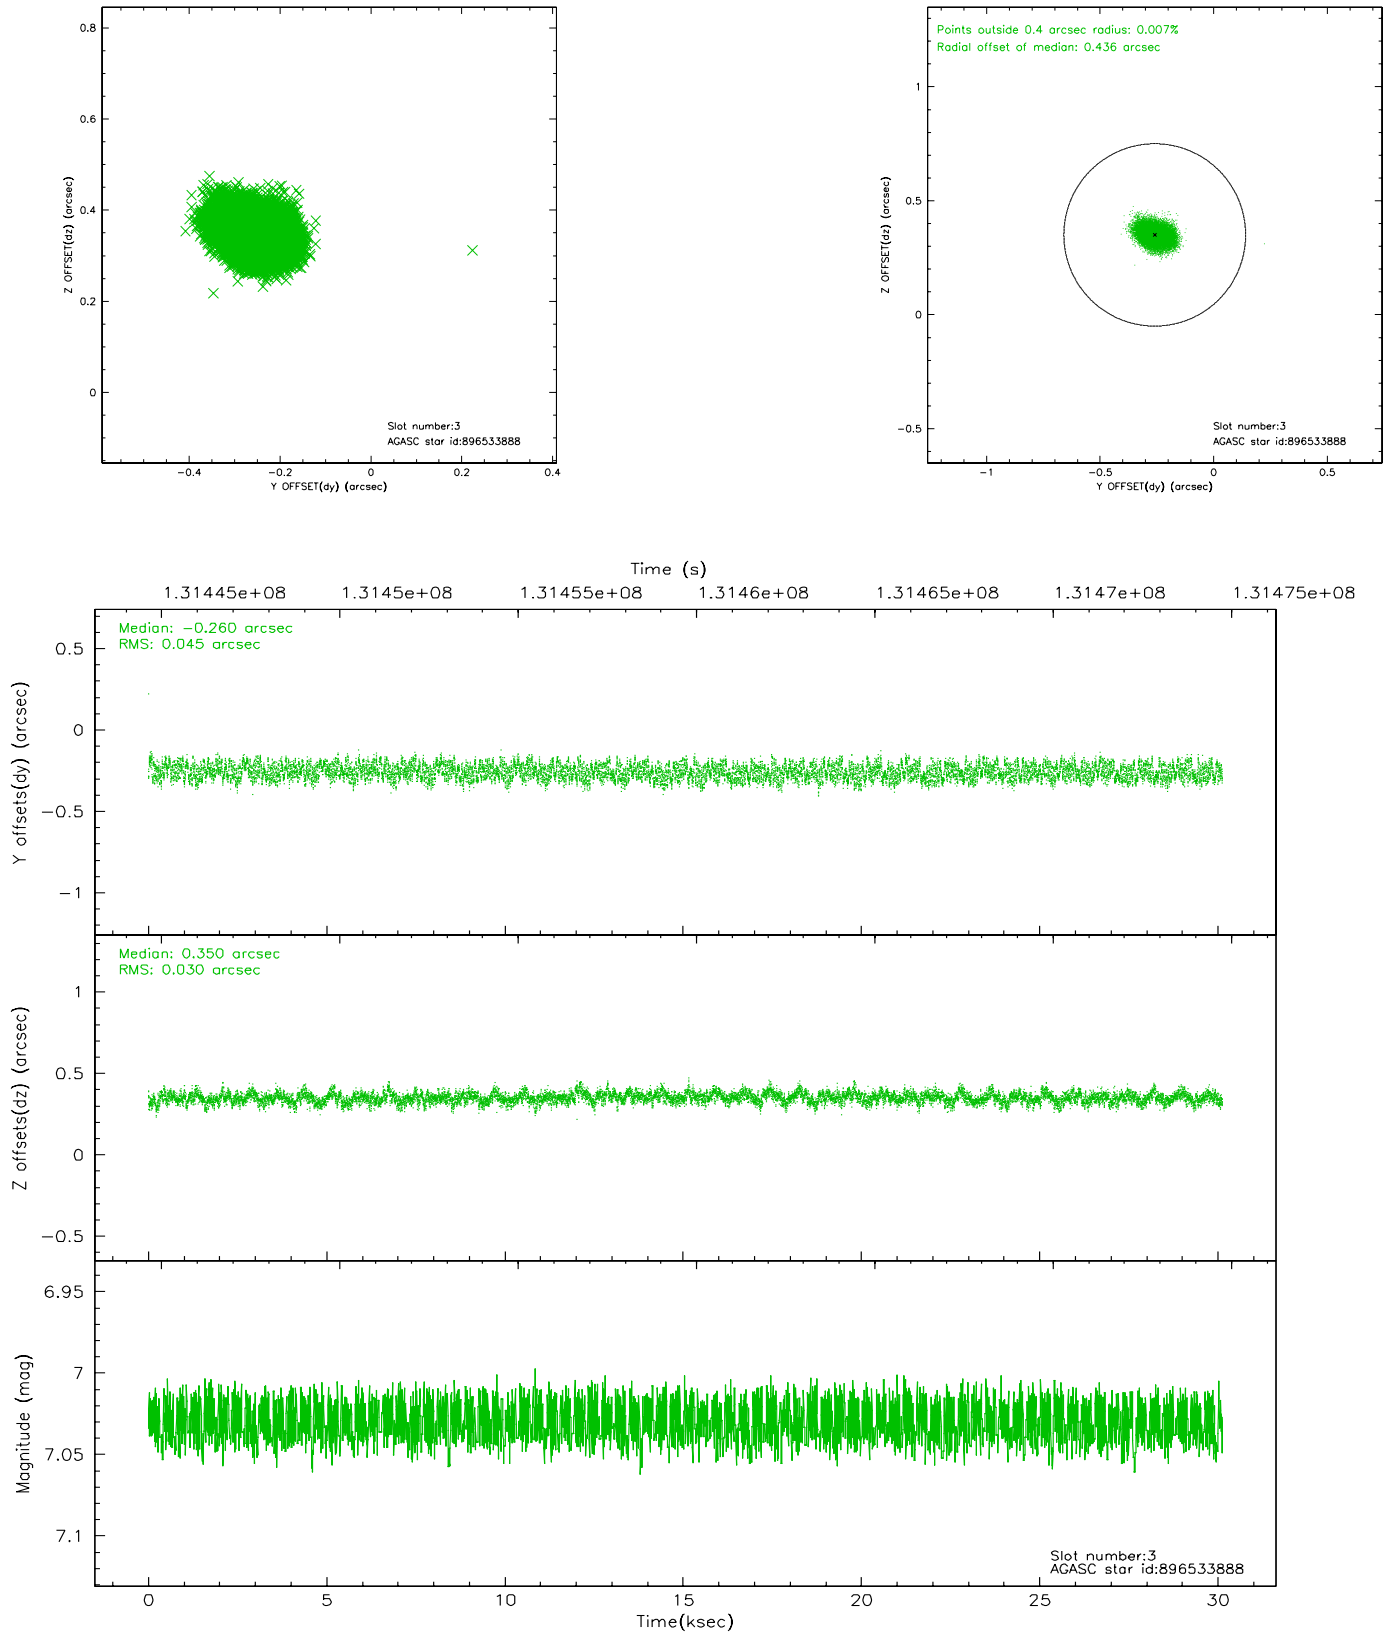 0.8
0.6
0.4
0.2
0
Z OFFSET(dz) (arcsec)
Slot number:3
AGASC star id:896533888
−0.4 −0.2 0 0.2 0.4
Y OFFSET(dy) (arcsec)
Points outside 0.4 arcsec radius: 0.007%
Radial offset of median: 0.436 arcsec
1
0.5
0
−0.5
Z OFFSET(dz) (arcsec)
Slot number:3
AGASC star id:896533888
−1 −0.5 0 0.5
Y OFFSET(dy) (arcsec)
Time (s)
1.31445e+08 1.3145e+08 1.31455e+08 1.3146e+08 1.31465e+08 1.3147e+08 1.31475e+08
Median: −0.260 arcsec
RMS: 0.045 arcsec
0.5
0
−0.5
−1
Y offsets(dy) (arcsec)
Median: 0.350 arcsec
RMS: 0.030 arcsec
1
0.5
0
−0.5
Z offsets(dz) (arcsec)
6.95
7
7.05
7.1
Magnitude (mag)
Slot number:3
AGASC star id:896533888
0 5 10 15 20 25 30
Time(ksec)